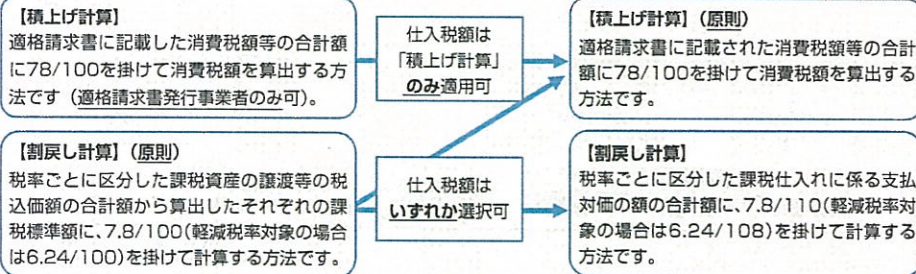 【積上げ計算】
適格請求書に記載した消費税額等の合計額
に78/100を掛けて消費税額を算出する方
法です（適格請求書発行事業者のみ可）。
仕入税額は
「積上げ計算」
のみ適用可
【積上げ計算】（原則）
適格請求書に記載された消費税額等の合計
額に78/100を掛けて消費税額を算出する
方法です。
【割戻し計算】（原則）
税率ごとに区分した課税資産の譲渡等の税
込価額の合計額から算出したそれぞれの課
税標準額に、7.8/100（軽減税率対象の場合
は6.24/100）を掛けて計算する方法です。
仕入税額は
いずれか選択可
【割戻し計算】
税率ごとに区分した課税仕入れに係る支払
対価の額の合計額に、7.8/110（軽減税率対
象の場合は6.24/108）を掛けて計算する
方法です。